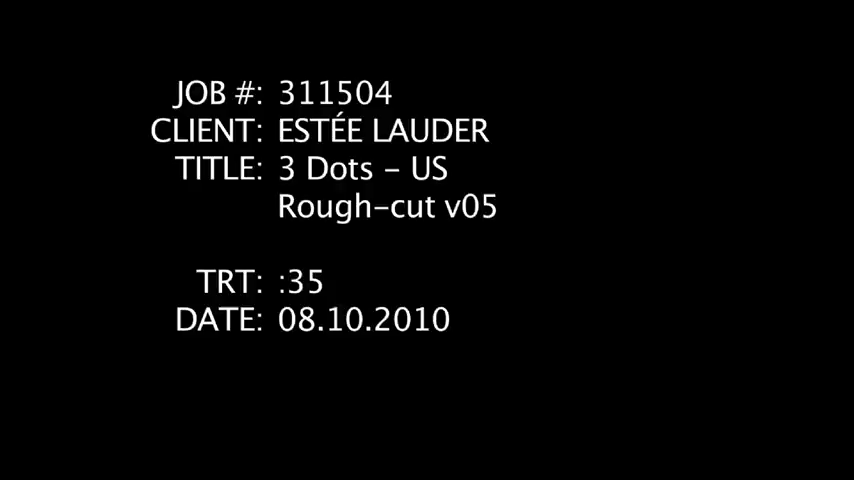 JOB #: 311504
CLIENT: ESTÉE LAUDER
TITLE: 3 Dots - US
Rough-cut v05
TRT: :35
DATE: 08.10.2010